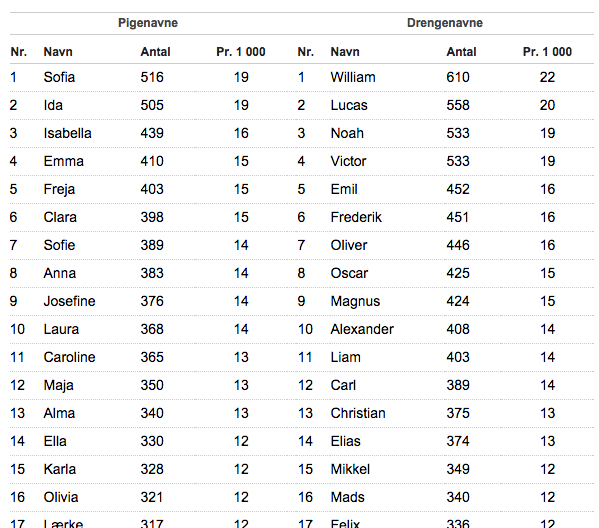 Pigenavne Drengenavne
Nr. Navn Antal Pr. 1 000 Nr. Navn Antal Pr. 1 000
1 Sofia 516 19 1 William 610 22
2 Ida 505 19 2 Lucas 558 20
3 Isabella 439 16 3 Noah 533 19
4 Emma 410 15 4 Victor 533 19
5 Freja 403 15 5 Emil 452 16
6 Clara 398 15 6 Frederik 451 16
7 Sofie 389 14 7 Oliver 446 16
8 Anna 383 14 8 Oscar 425 15
9 Josefine 376 14 9 Magnus 424 15
10 Laura 368 14 10 Alexander 408 14
11 Caroline 365 13 11 Liam 403 14
12 Maja 350 13 12 Carl 389 14
13 Alma 340 13 13 Christian 375 13
14 Ella 330 12 14 Elias 374 13
15 Karla 328 12 15 Mikkel 349 12
16 Olivia 321 12 16 Mads 340 12
17 Lærke 317 12 17 Felix 336 12